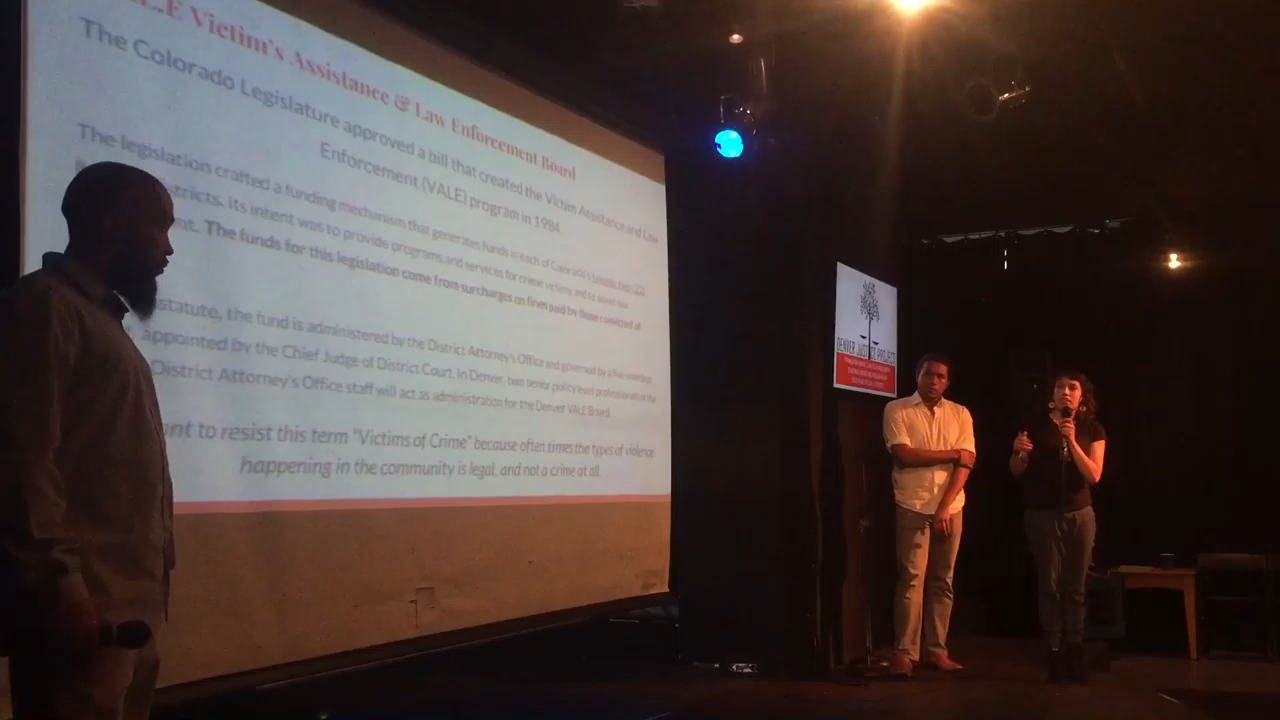 Victim's Assistance & Law Enforcement Board
The Colorado Legislature approved a bill that created the Victim Assistance and Law
Enforcement (VALE) program in 1984.
The legislation crafted a funding mechanism that generates funds in each of Colorado's
districts. Its intent was to provide programs and services for crime victims and to
The funds for this legislation come from surcharges on fines paid by those convicted of
statute, the fund is administered by the District Attorney's Office and governed by a five-member
appointed by the Chief Judge of District Court. In Denver, two senior policy level professionals of the
District Attorney's Office staff will act as administration for the Denver VALE Board.
to resist this term "Victims of Crime" because often times the types of violence
happening in the community is legal, and not a crime at all.
DENVER JUSTICE PROJECT